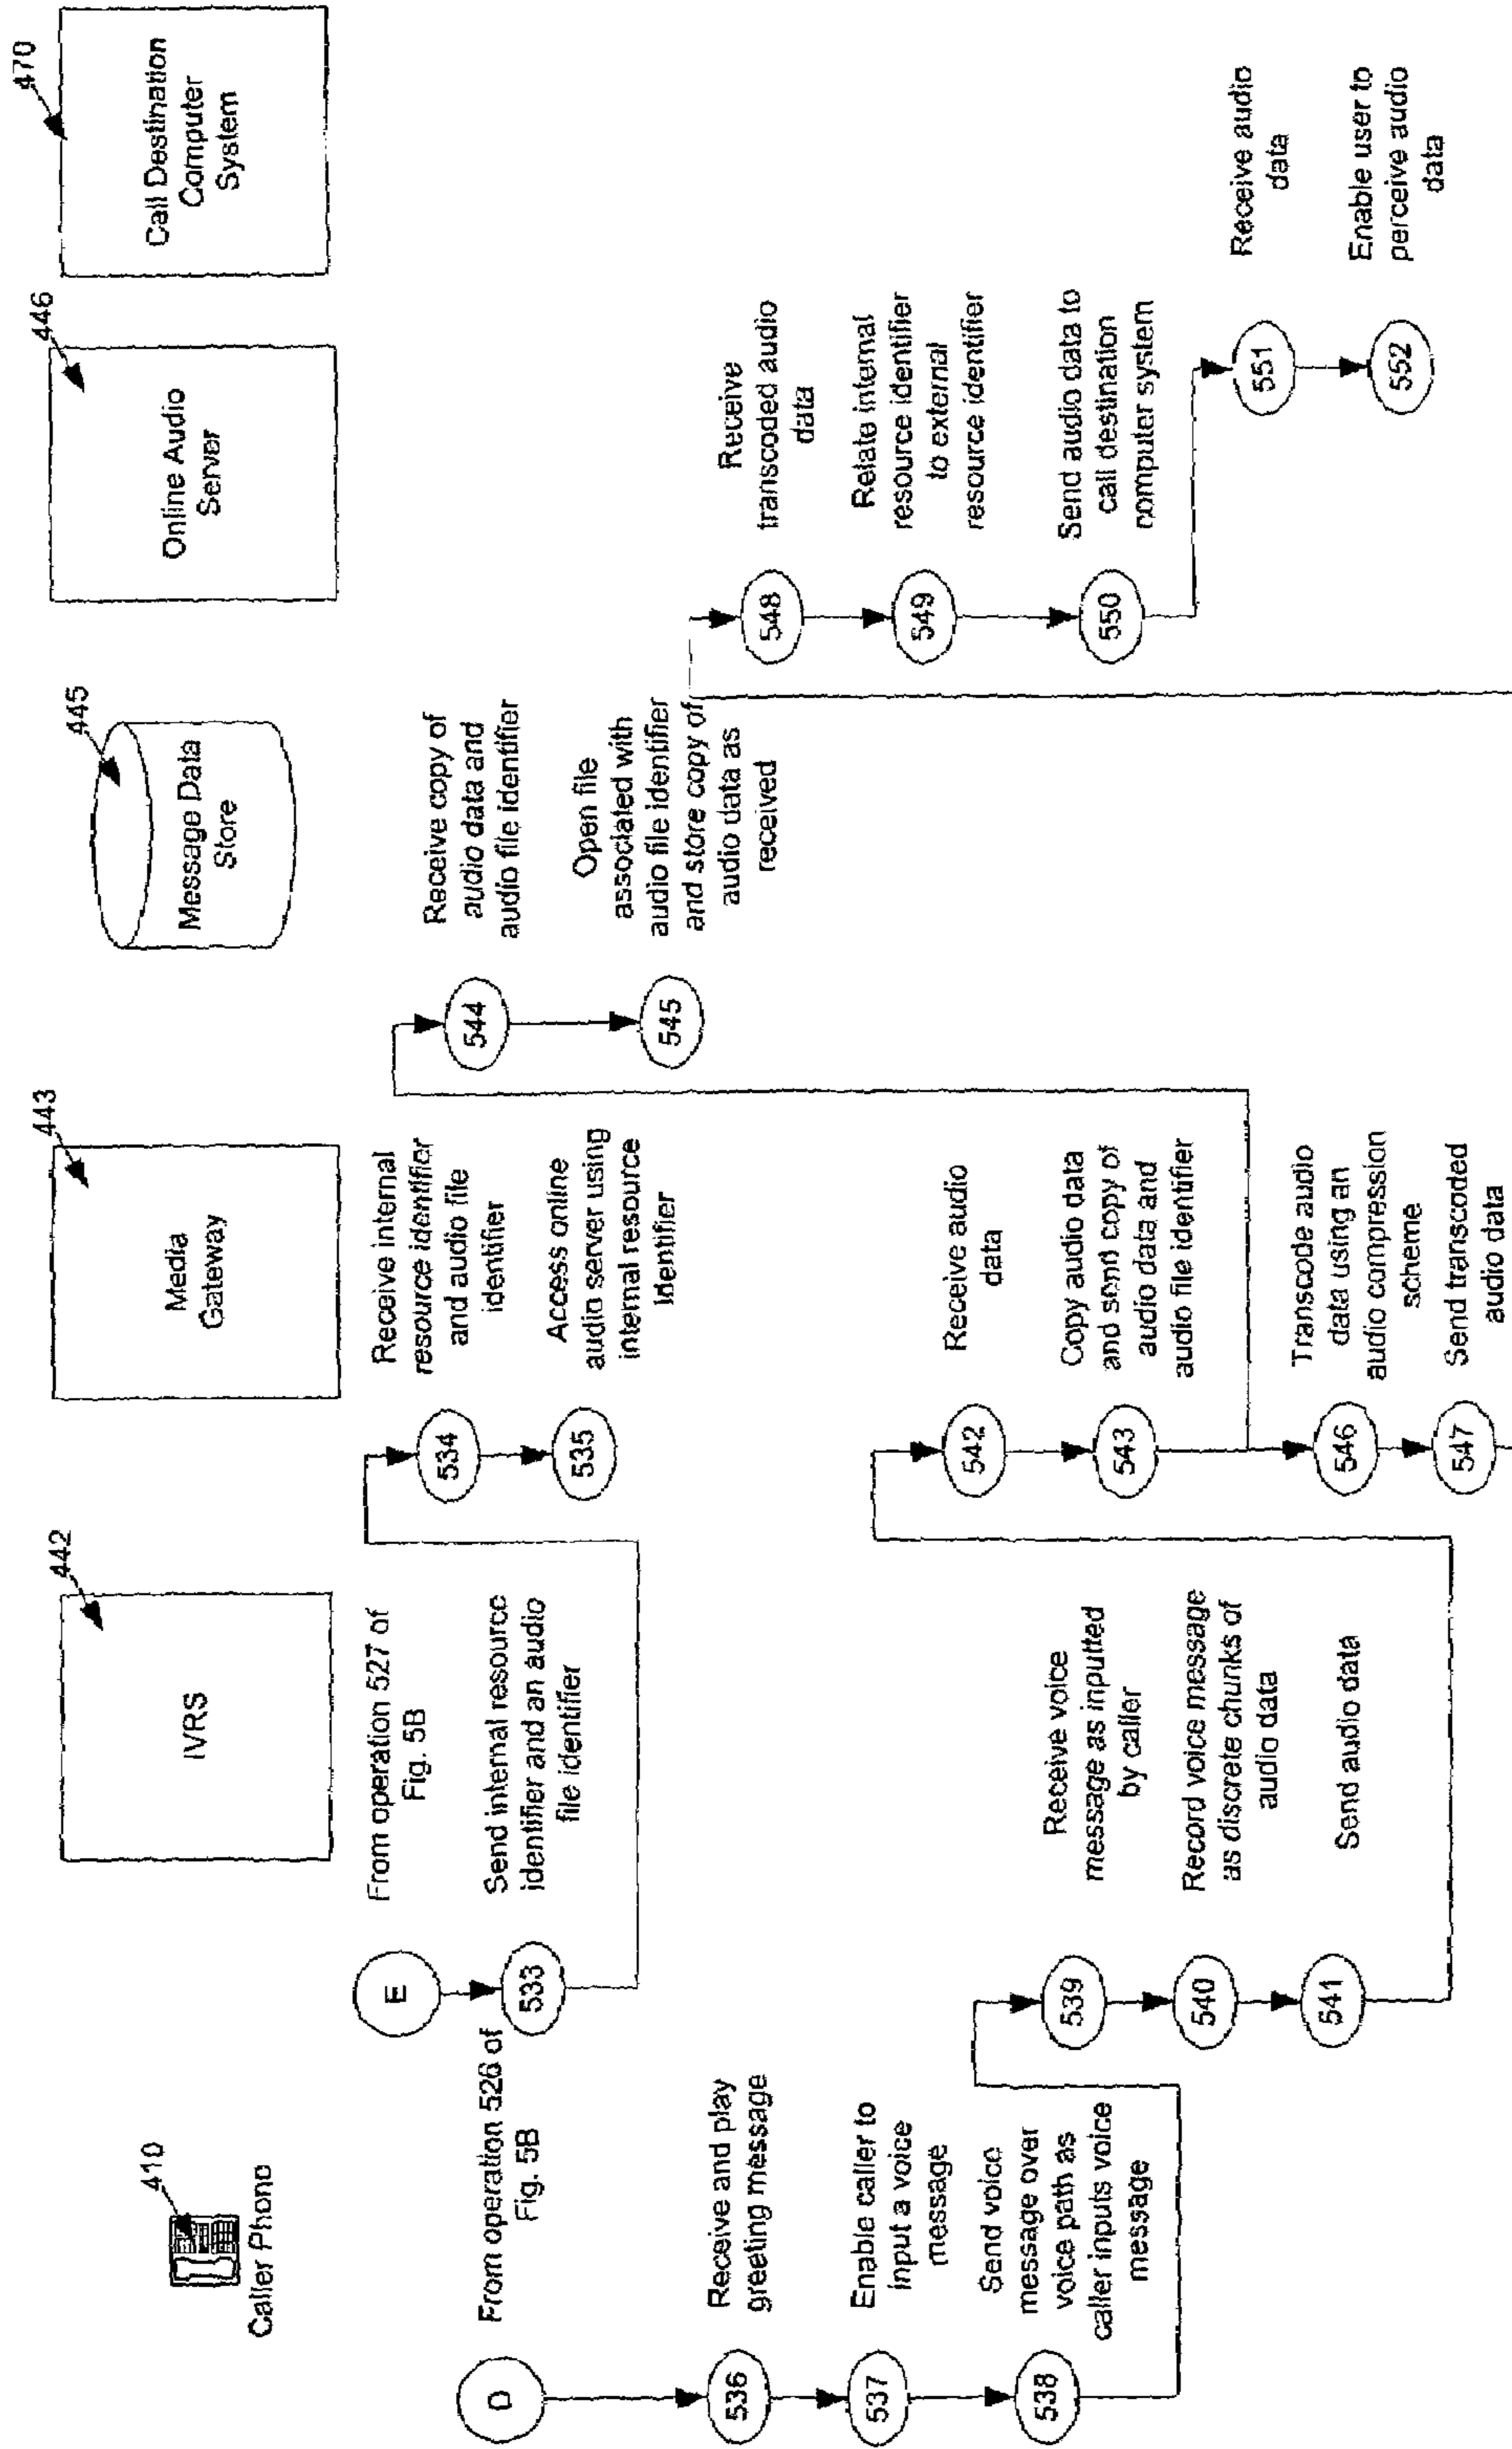 410
Caller Phone
442
IVRS
443
Media
Gateway
445
Message Data
Store
446
Online Audio
Server
470
Call Destination
Computer
System
D
From operation 526 of
Fig. 5B
536
Receive and play
greeting message
537
Enable caller to
input a voice
message
538
Send voice
message over
voice path as
caller inputs voice
message
E
From operation 527 of
Fig. 5B
533
Send internal resource
identifier and an audio
file identifier
539
Receive voice
message as inputted
by caller
540
Record voice message
as discrete chunks of
audio data
541
Send audio data
534
Receive internal
resource identifier
and audio file
identifier
535
Access online
audio server using
internal resource
identifier
542
Receive audio
data
543
Copy audio data
and send copy of
audio data and
audio file identifier
546
Transcode audio
data using an
audio compression
scheme
547
Send transcoded
audio data
544
Receive copy of
audio data and
audio file identifier
545
Open file
associated with
audio file identifier
and store copy of
audio data as
received
548
Receive
transcoded audio
data
549
Relate internal
resource identifier
to external
resource identifier
550
Send audio data to
call destination
computer system
551
Receive audio
data
552
Enable user to
perceive audio
data